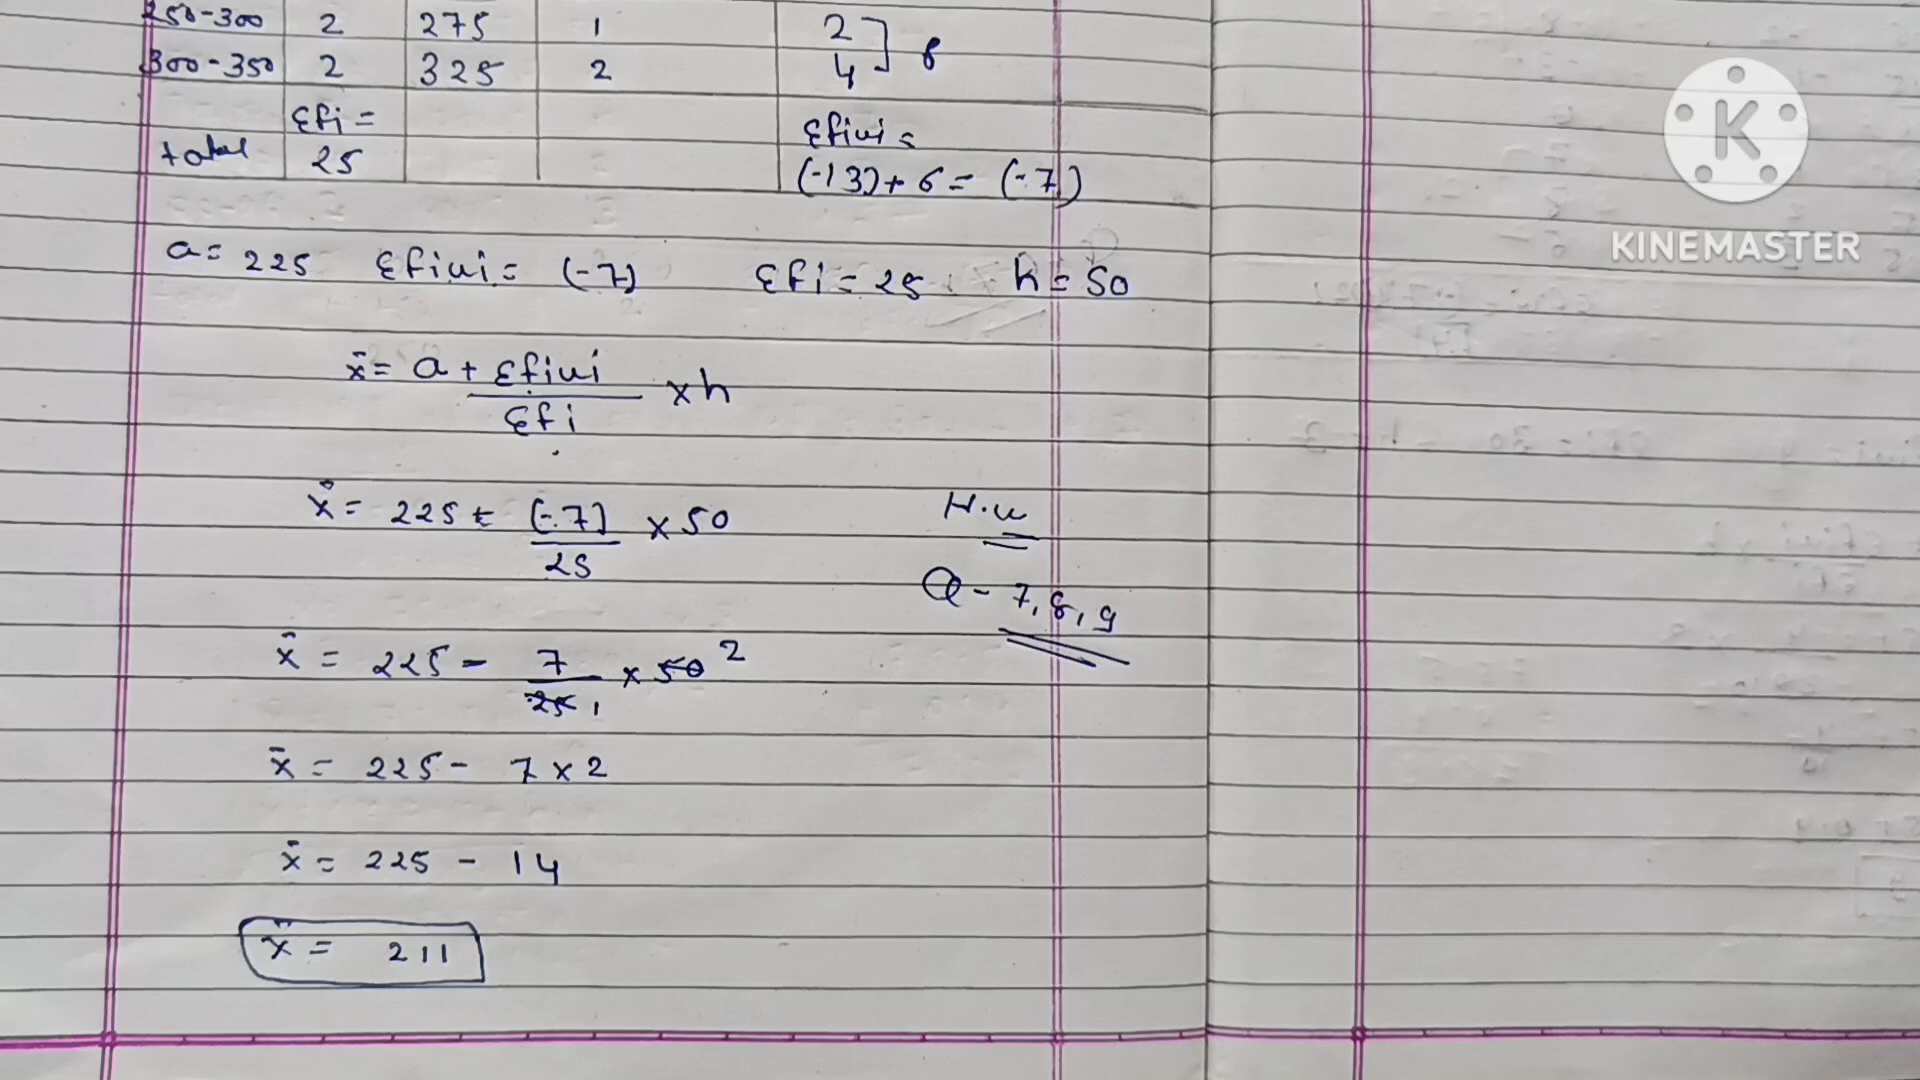 250-300 2 275 1 2
300-350 2 325 2 4 6
Σfi = Σfiui =
total 25 (-13)+6= (-7)
a= 225 Σfiui= (-7) Σfi = 25 h = 50
x̄ = a + Σfiui / Σfi × h
x̄ = 225 + (-7) / 25 × 50
x̄ = 225 - 7 / 25 1 × 50 2
x̄ = 225 - 7 × 2
x̄ = 225 - 14
x̄ = 211
H.w
Q - 7, 8, 9
KINEMASTER